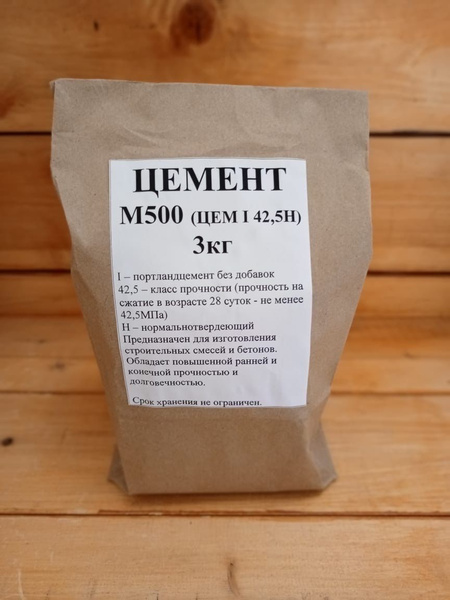 ЦЕМЕНТ
М500 (ЦЕМ I 42,5Н)
3кг
I – портландцемент без добавок
42,5 – класс прочности (прочность на
сжатие в возрасте 28 суток - не менее
42,5МПа)
Н – нормальнотвердеющий
Предназначен для изготовления
строительных смесей и бетонов.
Обладает повышенной ранней и
конечной прочностью и
долговечностью.
Срок хранения не ограничен.